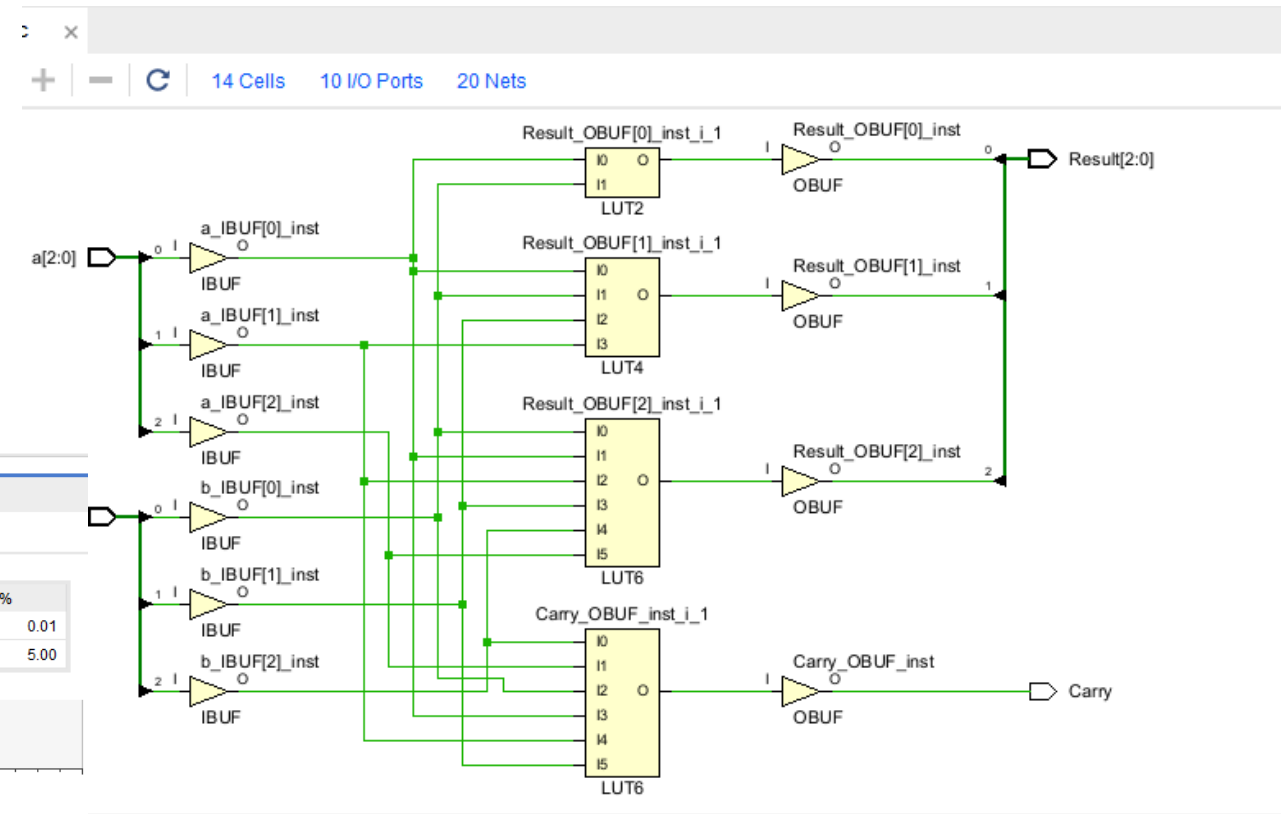 14 Cells 10 I/O Ports 20 Nets
Result_OBUF[0]_inst_i_1
I0 O
I1
LUT2
Result_OBUF[0]_inst
I O
OBUF
0
Result[2:0]
a[2:0]
a_IBUF[0]_inst
0 I O
IBUF
Result_OBUF[1]_inst_i_1
I0
I1 O
I2
I3
LUT4
Result_OBUF[1]_inst
I O
OBUF
1
a_IBUF[1]_inst
1 I O
IBUF
a_IBUF[2]_inst
2 I O
IBUF
Result_OBUF[2]_inst_i_1
I0
I1
I2 O
I3
I4
I5
LUT6
Result_OBUF[2]_inst
I O
OBUF
2
b_IBUF[0]_inst
0 I O
IBUF
b_IBUF[1]_inst
1 I O
IBUF
b_IBUF[2]_inst
2 I O
IBUF
Carry_OBUF_inst_i_1
I0
I1
I2 O
I3
I4
I5
LUT6
Carry_OBUF_inst
I O
OBUF
Carry
%
0.01
5.00